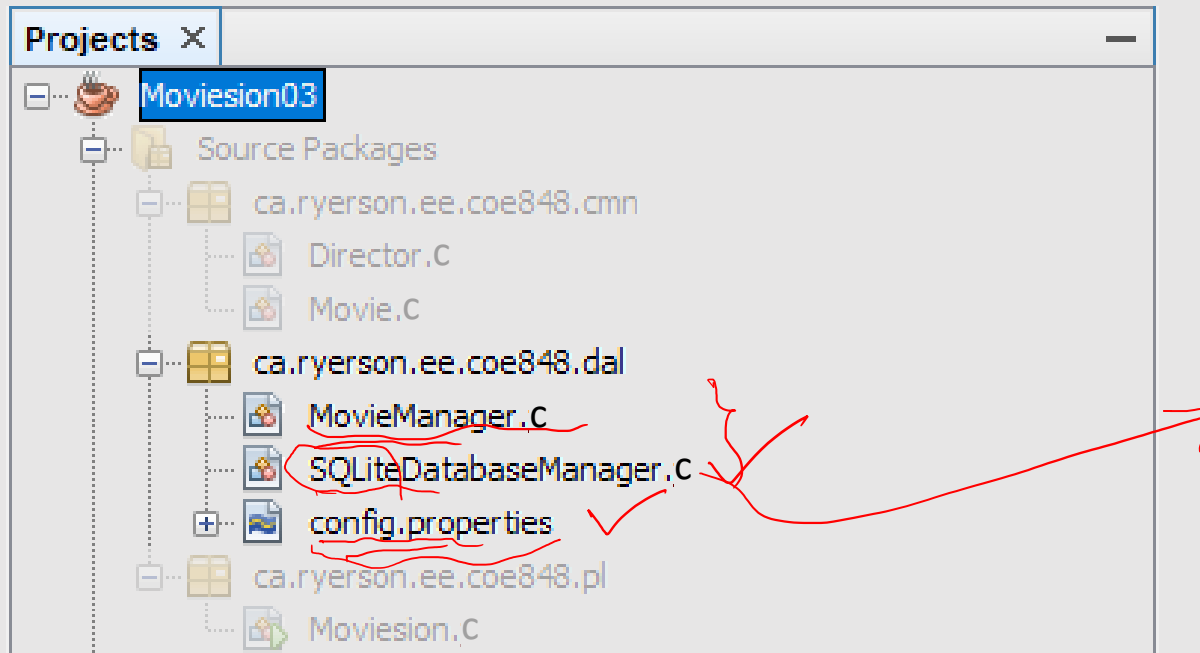 Projects
Moviesion03
Source Packages
ca.ryerson.ee.coe848.cmn
Director.C
Movie.C
ca.ryerson.ee.coe848.dal
MovieManager.C
SQLiteDatabaseManager.C
config.properties
ca.ryerson.ee.coe848.pl
Moviesion.C